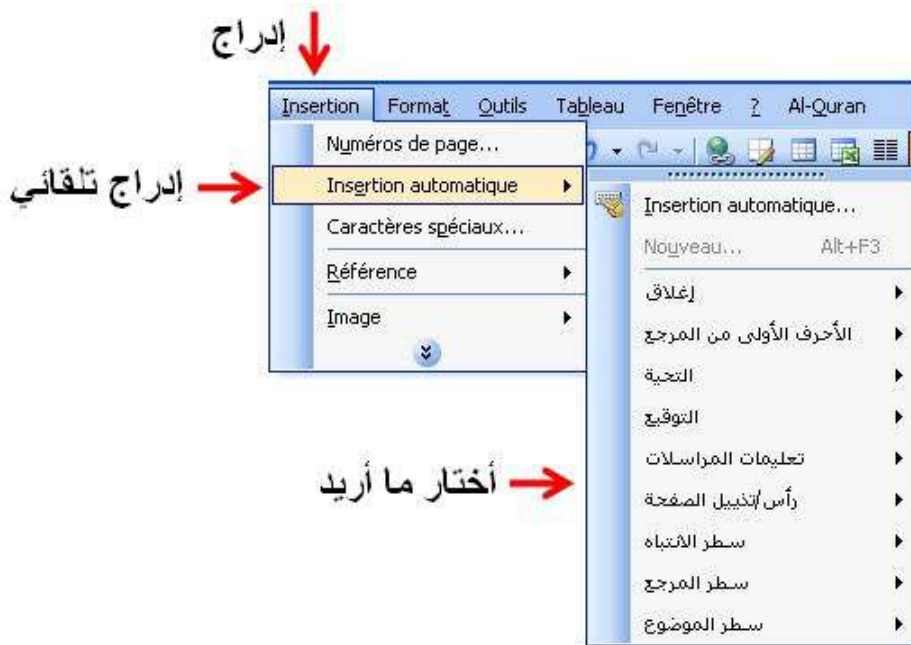 إدراج
Insertion Format Outils Tableau Fenêtre ? Al-Quran
Numéros de page...
إدراج تلقائي
Insertion automatique
Caractères spéciaux...
Référence
Image
Insertion automatique...
Nouveau... Alt+F3
إغلاق
الأحرف الأولى من المرجع
التحية
التوقيع
أختار ما أريد
تعليمات المراسلات
رأس/تذييل الصفحة
سطر الانتباه
سطر المرجع
سطر الموضوع